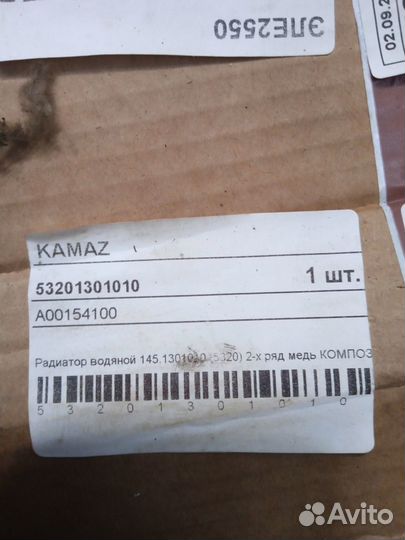 ЭЛЕ2550
02.09.2
KAMAZ
53201301010 1 шт.
A00154100
Радиатор водяной 145.1301010 (5320) 2-х ряд медь КОМПОЗ
5 3 2 0 1 3 0 1 0 1 0
Avito